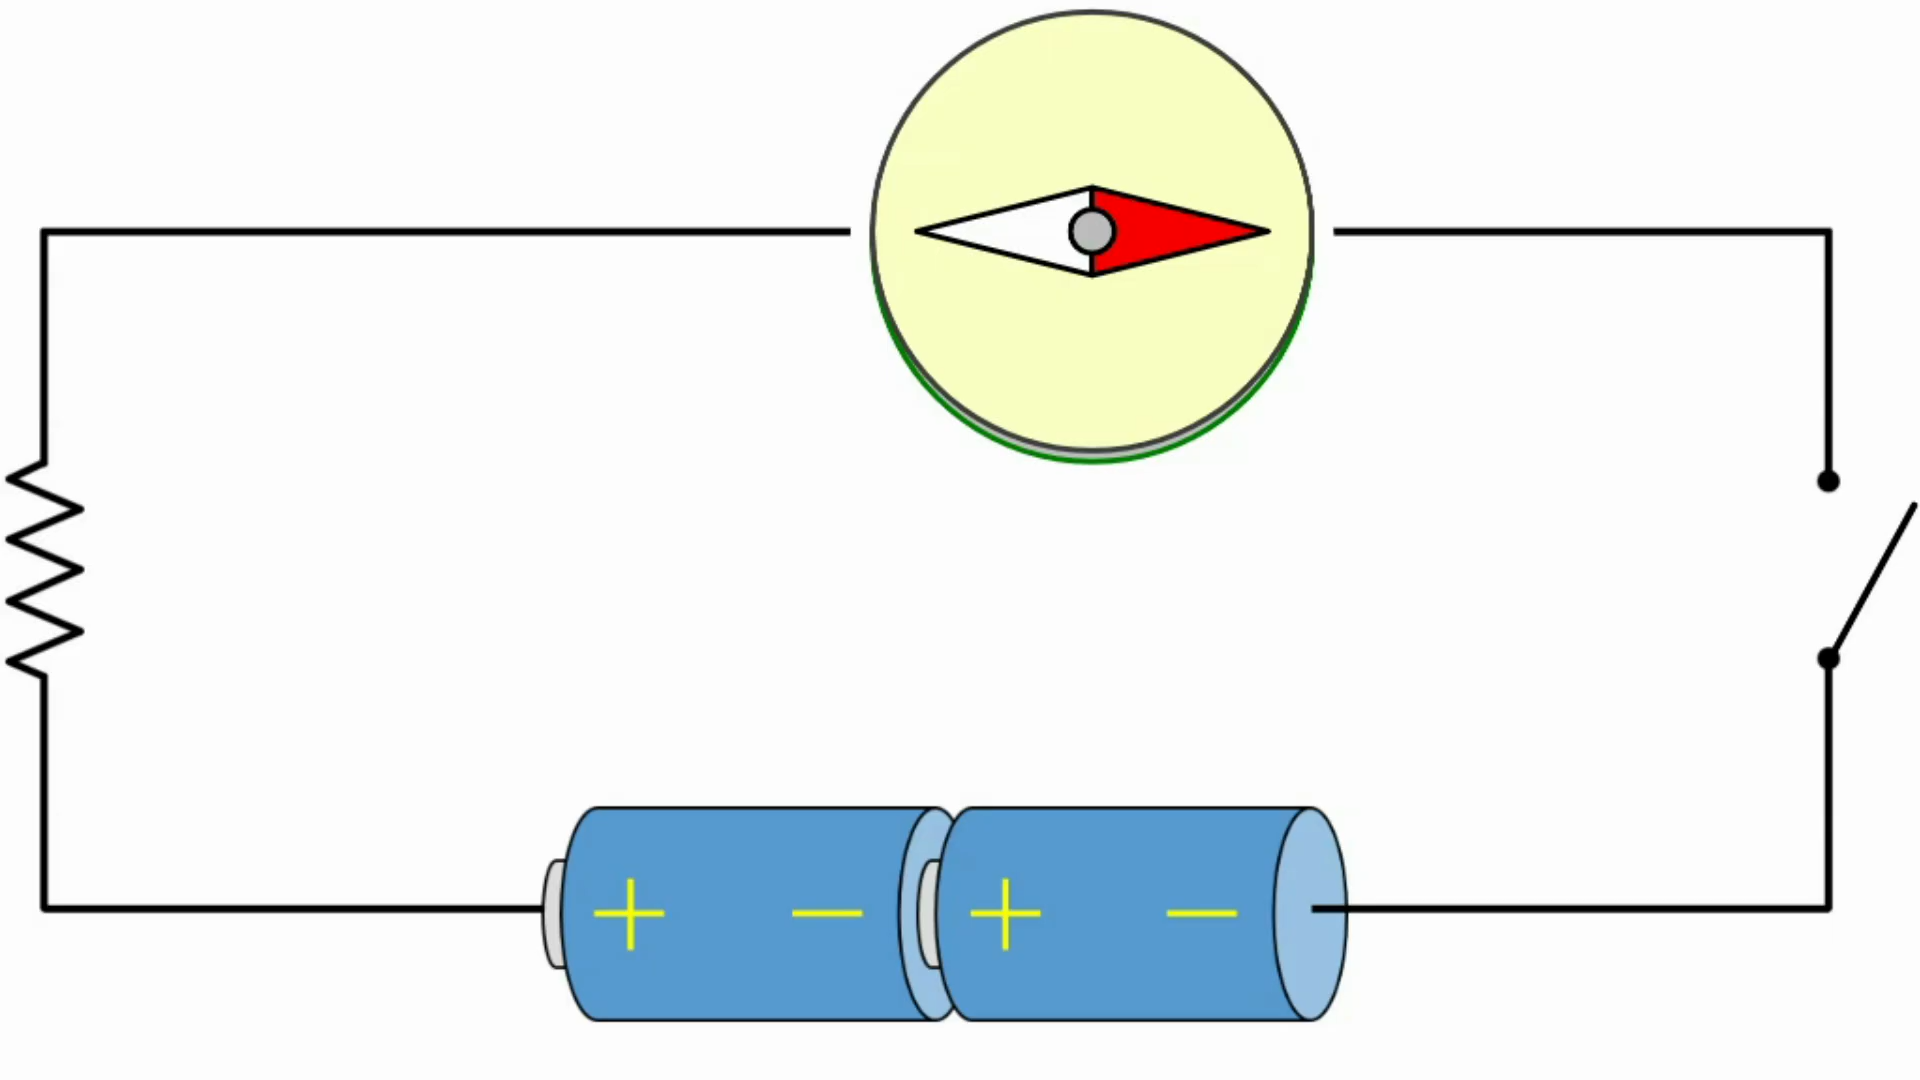 + − + −